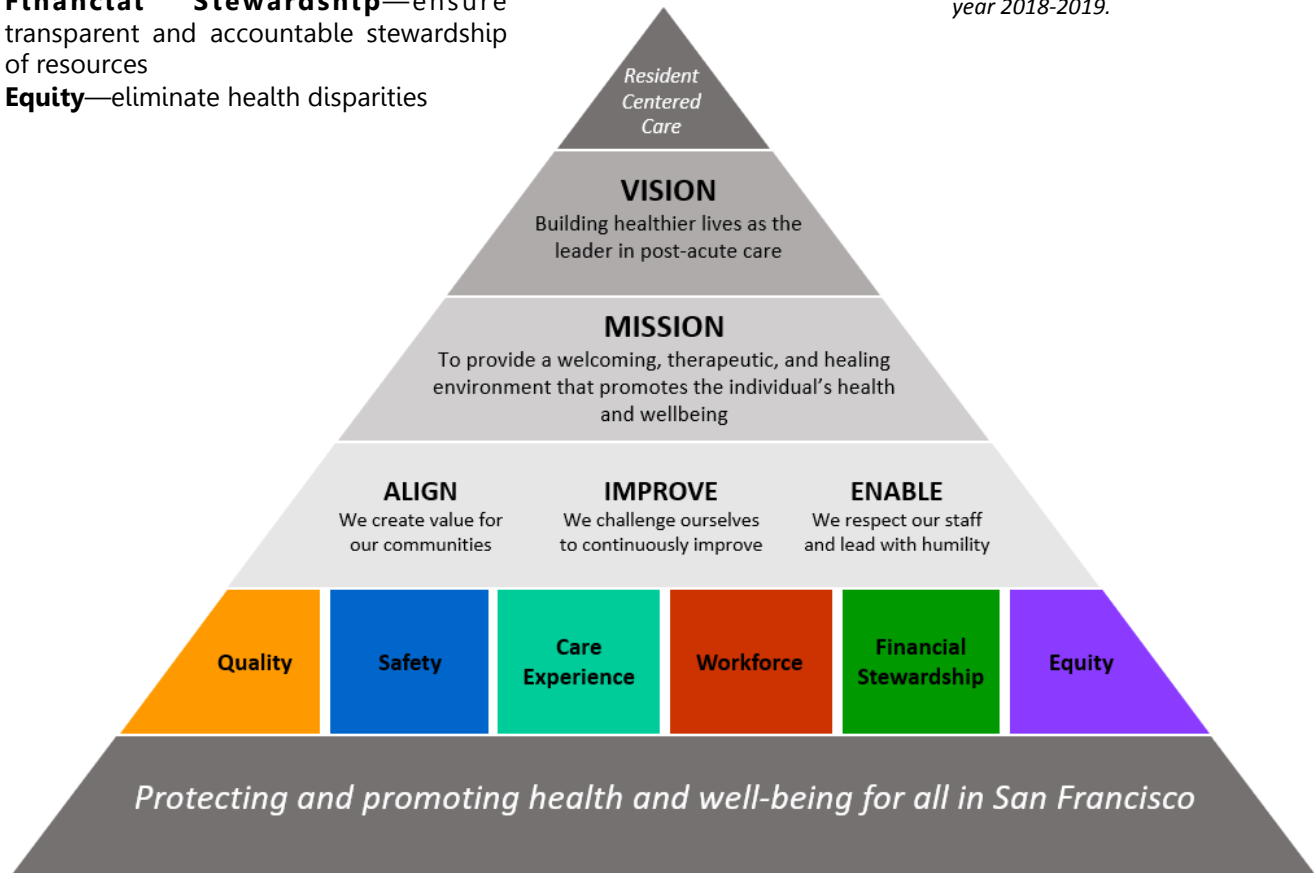 Financial Stewardship—ensure
transparent and accountable stewardship
of resources
Equity—eliminate health disparities
year 2018-2019.
Resident
Centered
Care
VISION
Building healthier lives as the
leader in post-acute care
MISSION
To provide a welcoming, therapeutic, and healing
environment that promotes the individual's health
and wellbeing
ALIGN
We create value for
our communities
IMPROVE
We challenge ourselves
to continuously improve
ENABLE
We respect our staff
and lead with humility
Quality
Safety
Care
Experience
Workforce
Financial
Stewardship
Equity
Protecting and promoting health and well-being for all in San Francisco